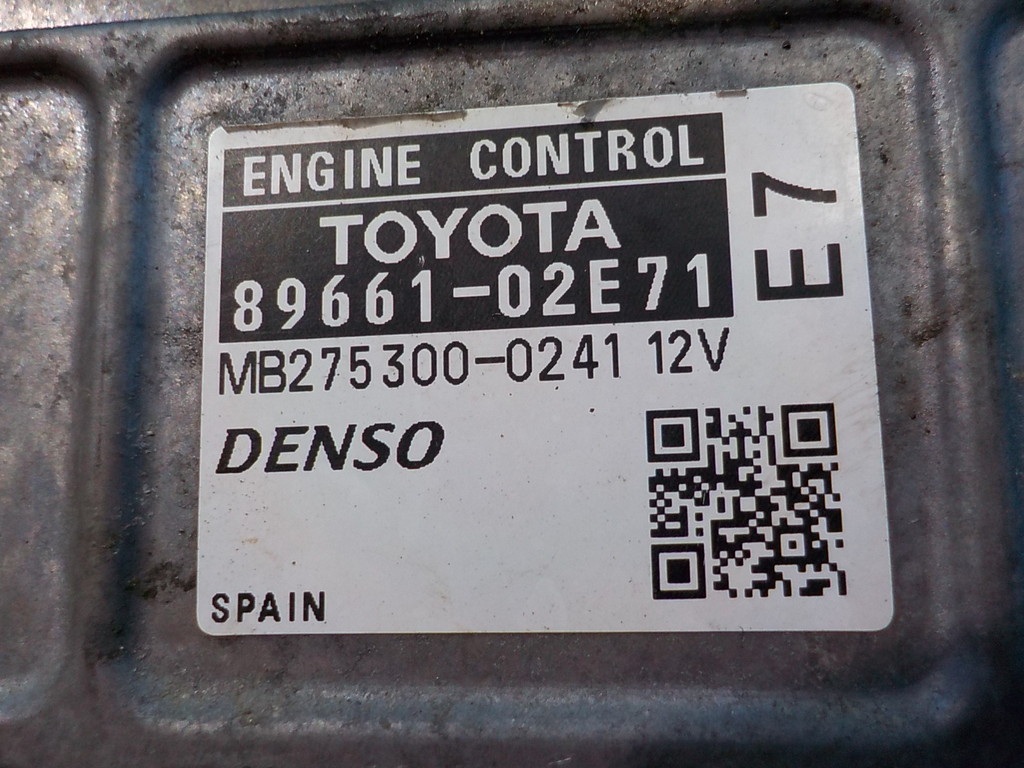 ENGINE CONTROL
TOYOTA
89661-02E71
E7
MB275300-0241 12V
DENSO
SPAIN